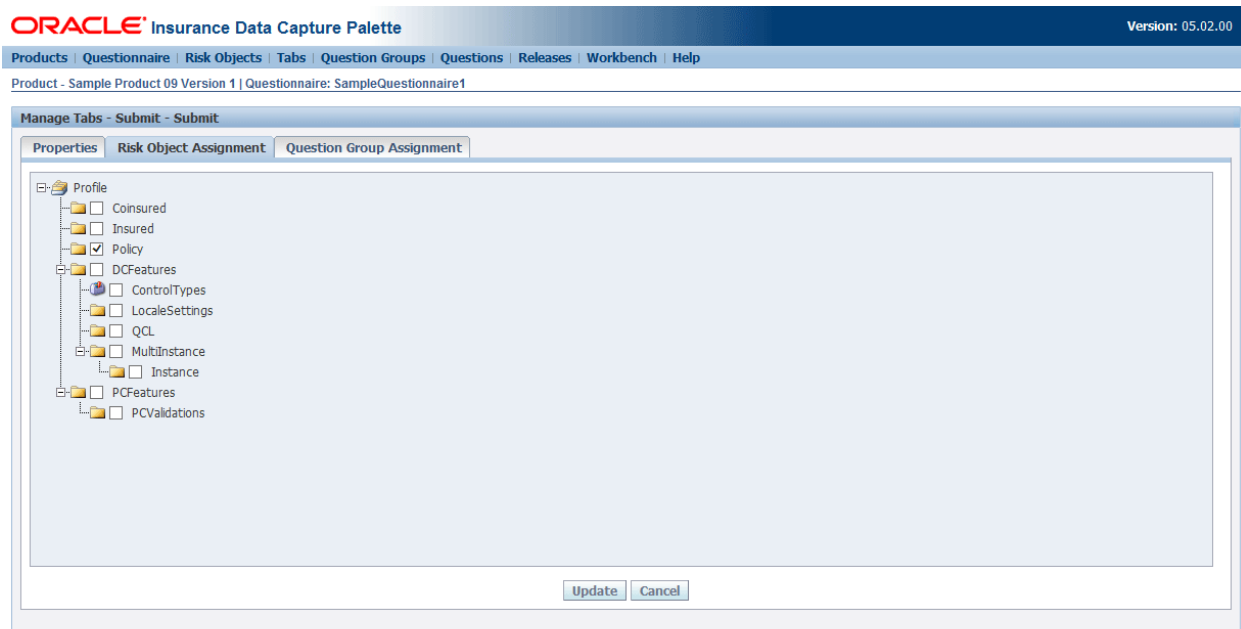 ORACLE Insurance Data Capture Palette Version: 05.02.00
Products | Questionnaire | Risk Objects | Tabs | Question Groups | Questions | Releases | Workbench | Help
Product - Sample Product 09 Version 1 | Questionnaire: SampleQuestionnaire1
Manage Tabs - Submit - Submit
Properties Risk Object Assignment Question Group Assignment
Profile
Coinsured
Insured
Policy
DCFeatures
ControlTypes
LocaleSettings
QCL
MultiInstance
Instance
PCFeatures
PCValidations
Update Cancel